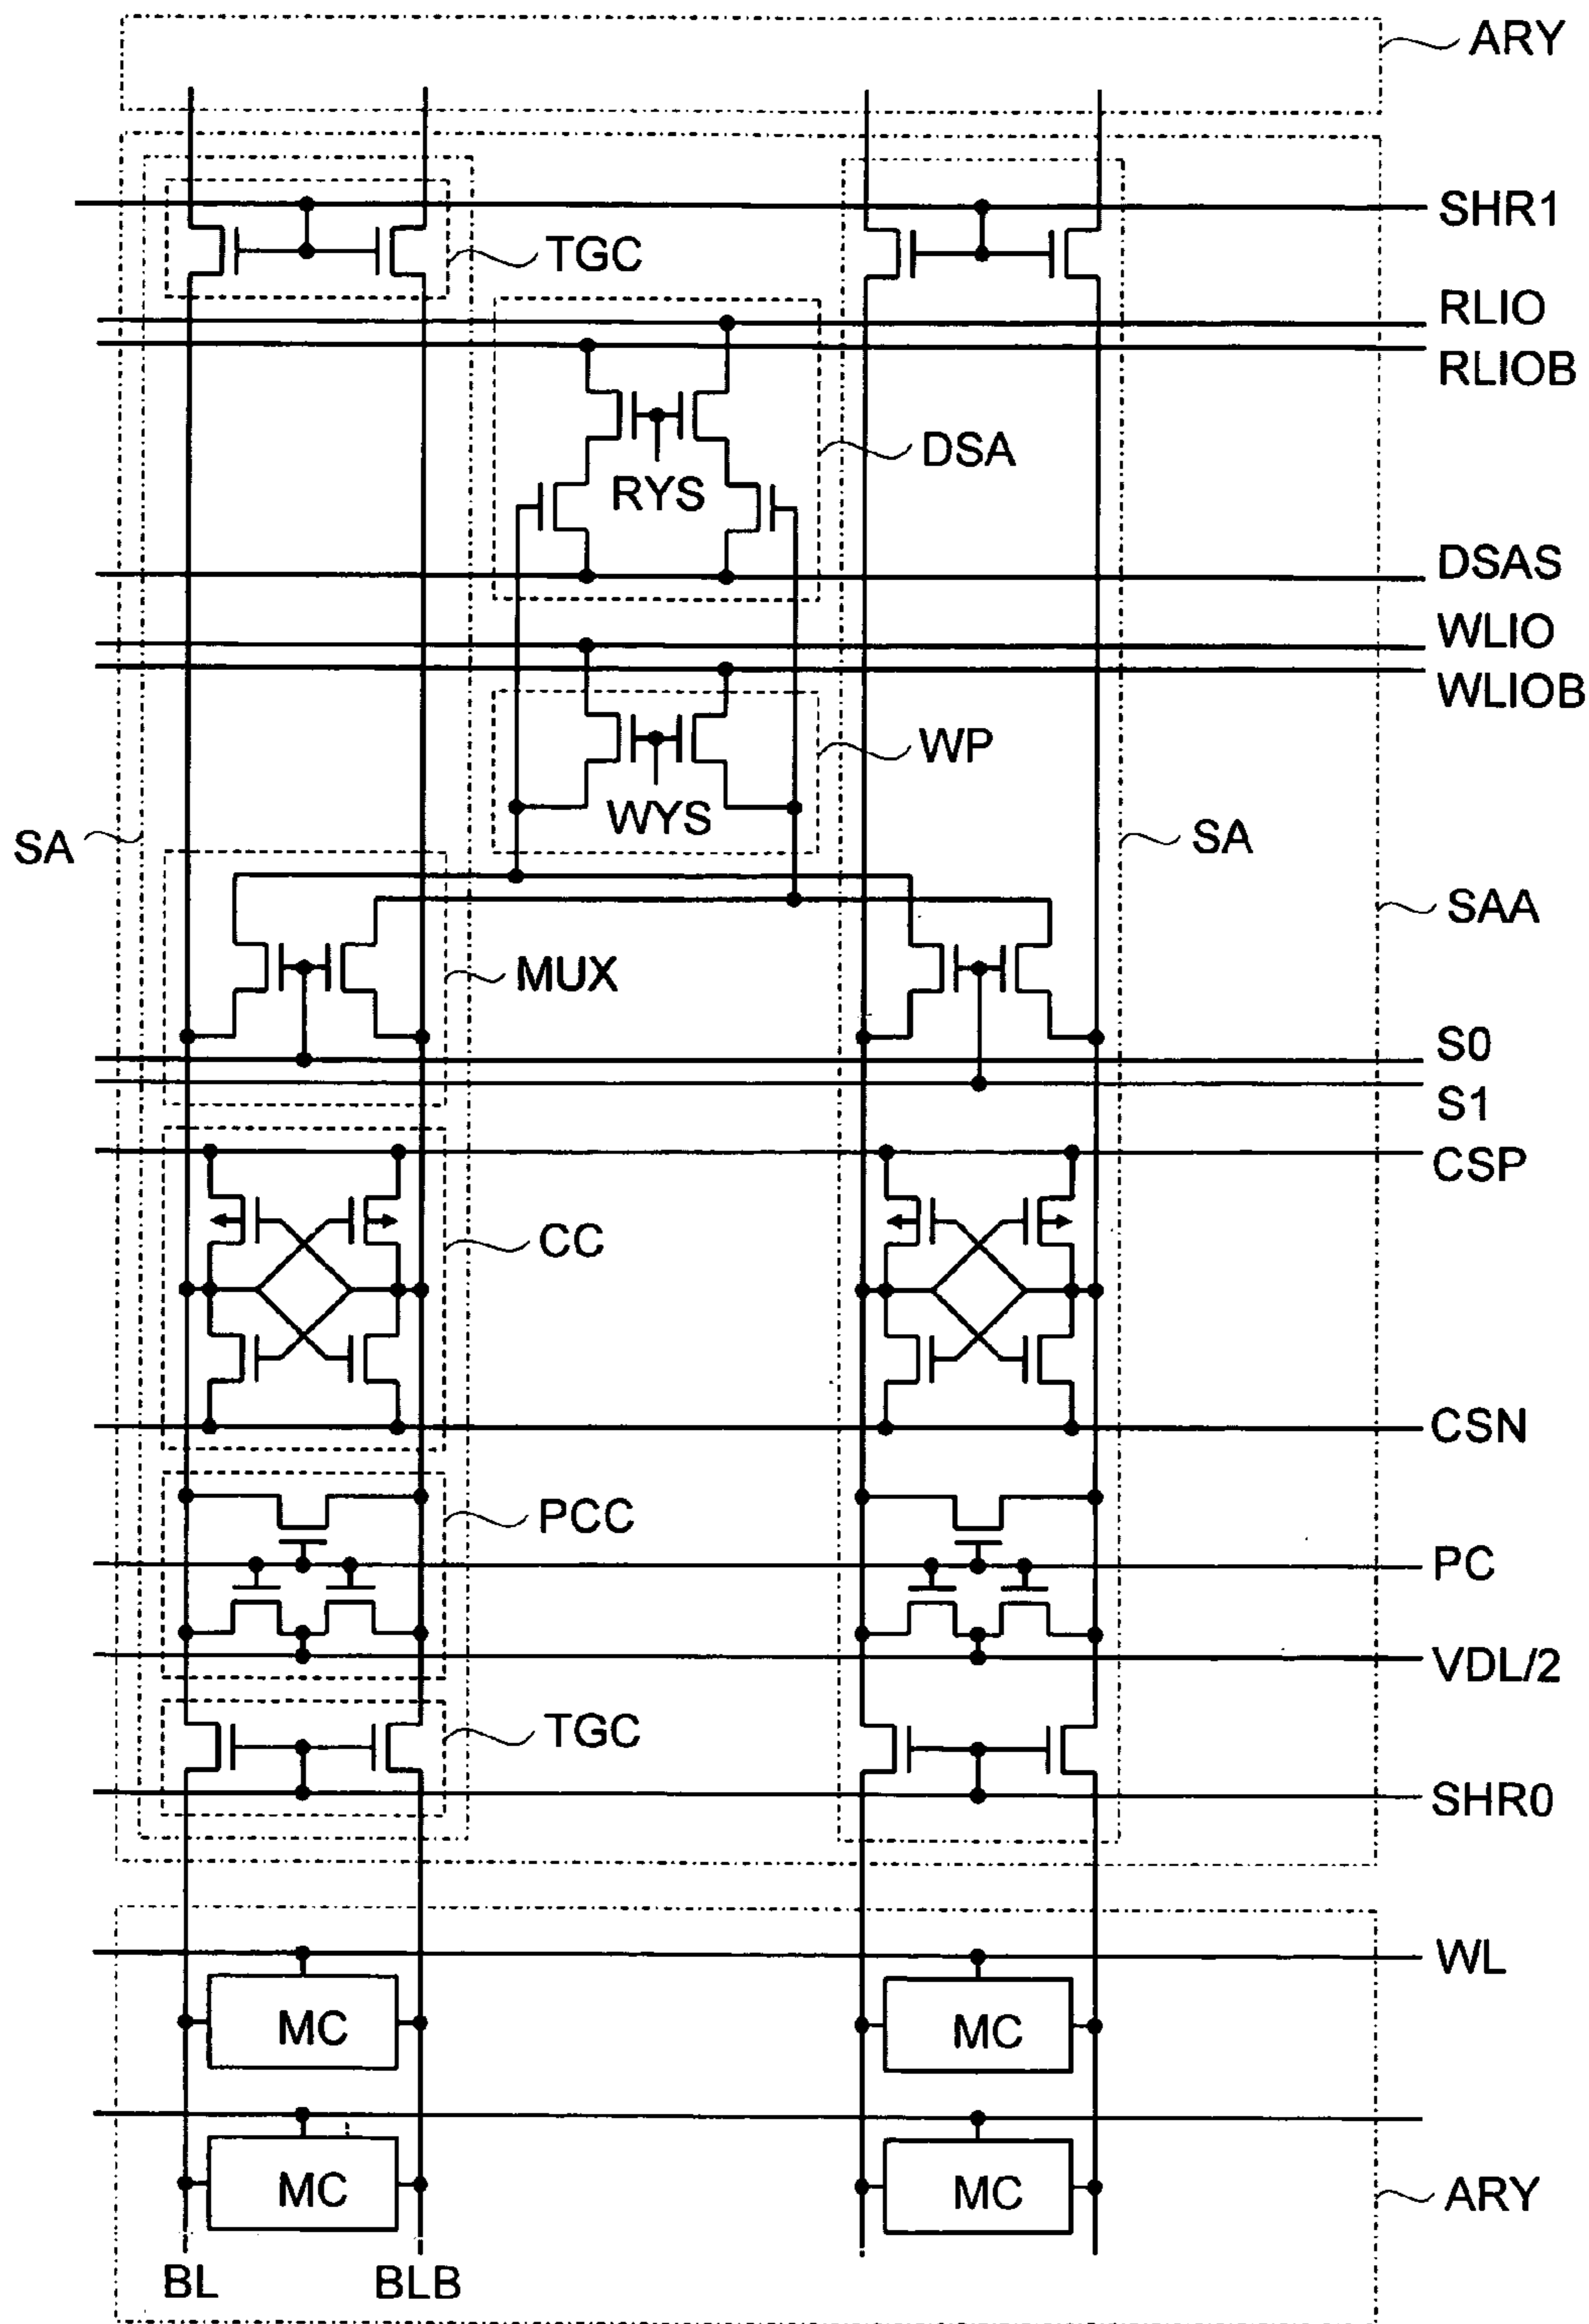 ARY
SHR1
TGC
RLIO
RLIOB
DSA
RYS
DSAS
WLIO
WLIOB
WP
WYS
SA
SA
SAA
MUX
S0
S1
CSP
CC
CSN
PCC
PC
VDL/2
TGC
SHR0
WL
MC
MC
MC
MC
ARY
BL
BLB